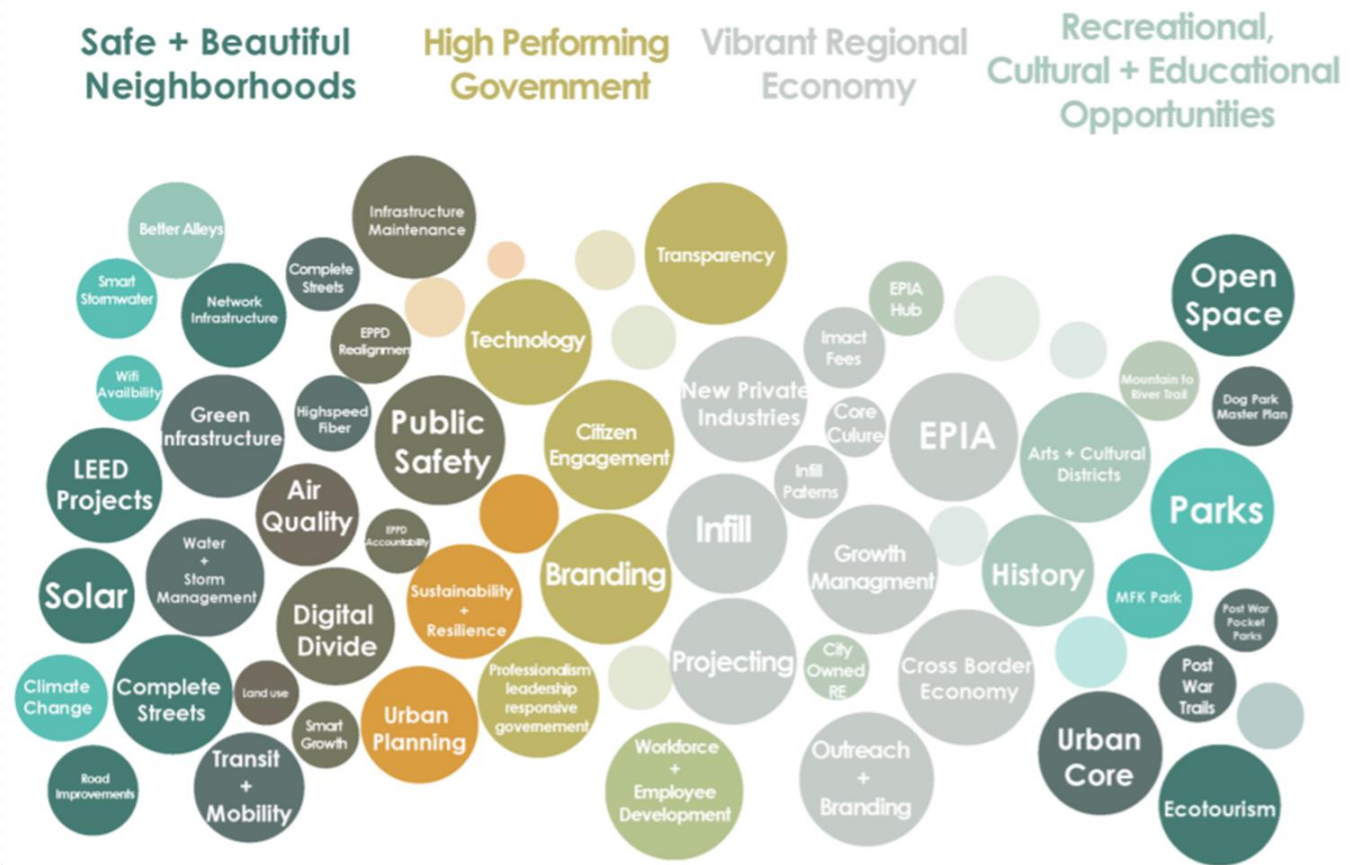 Safe + Beautiful
Neighborhoods
High Performing
Government
Vibrant Regional
Economy
Recreational,
Cultural + Educational
Opportunities
Better Alleys
Smart
Stormwater
Network
Infrastructure
Complete
Streets
Infrastructure
Maintenance
EPPD
Realignmen
Wifi
Availbility
Green
Infrastructure
Highspeed
Fiber
Public
Safety
LEED
Projects
Air
Quality
EPPD
Accountability
Water
+
Storm
Management
Solar
Digital
Divide
Climate
Change
Complete
Streets
Land use
Smart
Growth
Road
Improvements
Transit
+
Mobility
Technology
Transparency
Citizen
Engagement
Sustainability
+
Resilience
Branding
Urban
Planning
Professionalism
leadership
responsive
governement
Workforce
+
Employee
Development
New Private
Industries
Imact
Fees
EPIA
Hub
Core
Culure
EPIA
Infill
Paterns
Infill
Growth
Managment
Projecting
City
Owned
RE
Cross Border
Economy
Outreach
+
Branding
Open
Space
Mountain to
River Trail
Dog Park
Master Plan
Arts + Cultural
Districts
Parks
History
MFK Park
Post War
Pocket
Parks
Post
War
Trails
Urban
Core
Ecotourism